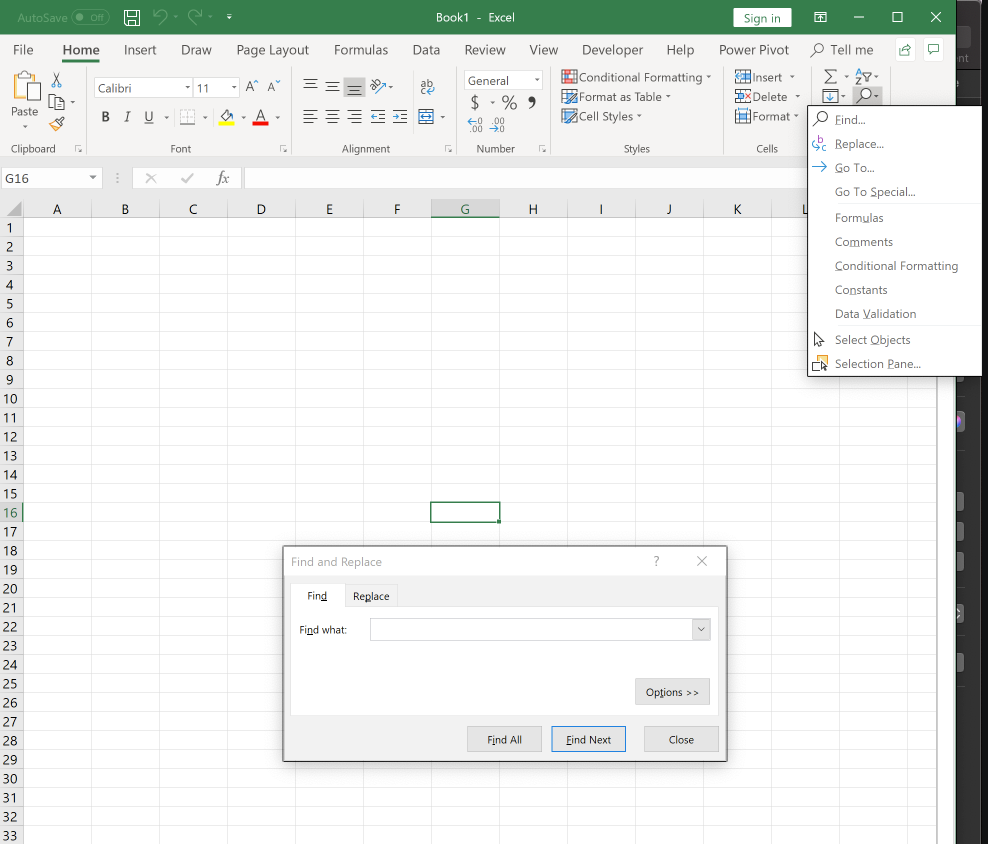 AutoSave Off Book1 - Excel Sign in
File Home Insert Draw Page Layout Formulas Data Review View Developer Help Power Pivot Tell me
Paste
Clipboard
Calibri 11
B I U A
Font
ab
Alignment
General
$ % 9
Number
Conditional Formatting
Format as Table
Cell Styles
Styles
Insert
Delete
Format
Cells
Find...
Replace...
Go To...
Go To Special...
Formulas
Comments
Conditional Formatting
Constants
Data Validation
Select Objects
Selection Pane...
G16 fx
A B C D E F G H I J K L
1
2
3
4
5
6
7
8
9
10
11
12
13
14
15
16
17
18
19
20
21
22
23
24
25
26
27
28
29
30
31
32
33
Find and Replace ?
Find Replace
Find what:
Options >>
Find All Find Next Close